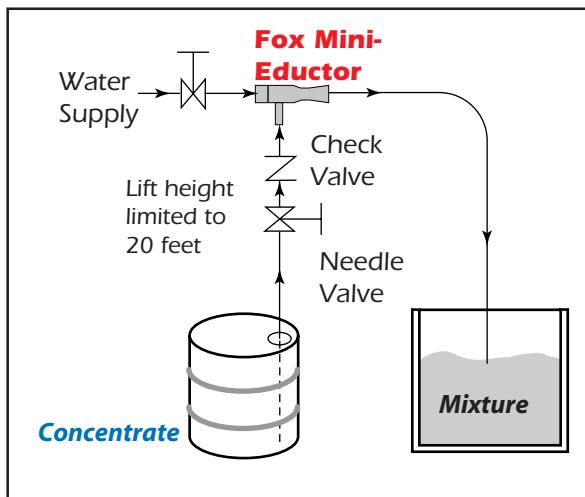 Fox Mini-
Eductor
Water
Supply
Check
Valve
Lift height
limited to
20 feet
Needle
Valve
Concentrate
Mixture